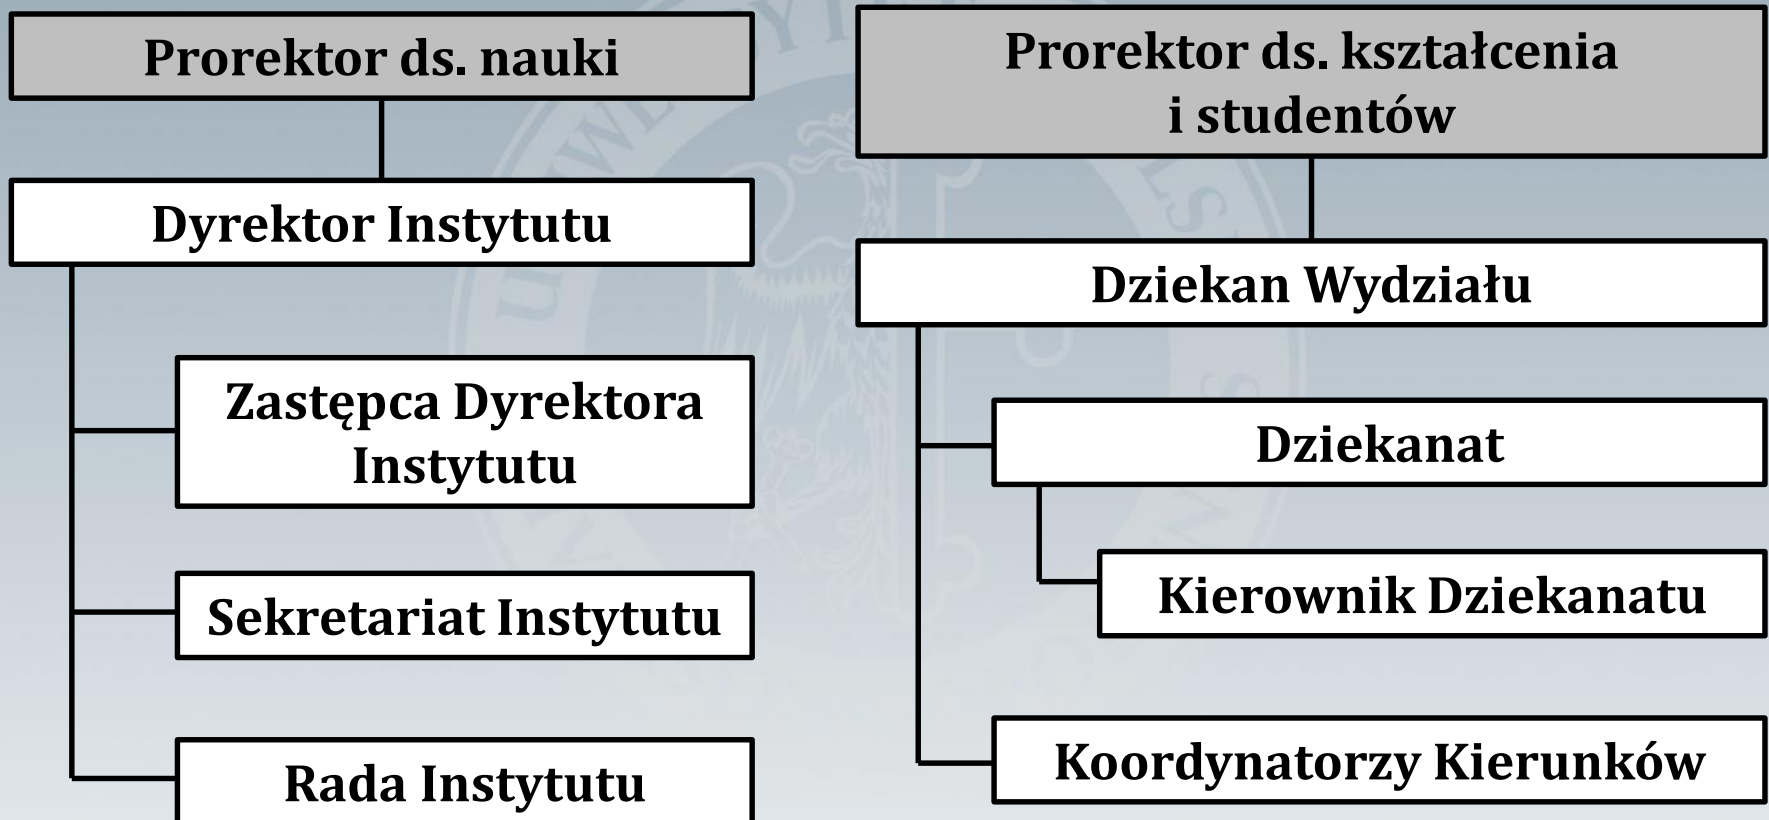 Prorektor ds. nauki
Dyrektor Instytutu
Zastępca Dyrektora
Instytutu
Sekretariat Instytutu
Rada Instytutu
Prorektor ds. kształcenia
i studentów
Dziekan Wydziału
Dziekanat
Kierownik Dziekanatu
Koordynatorzy Kierunków